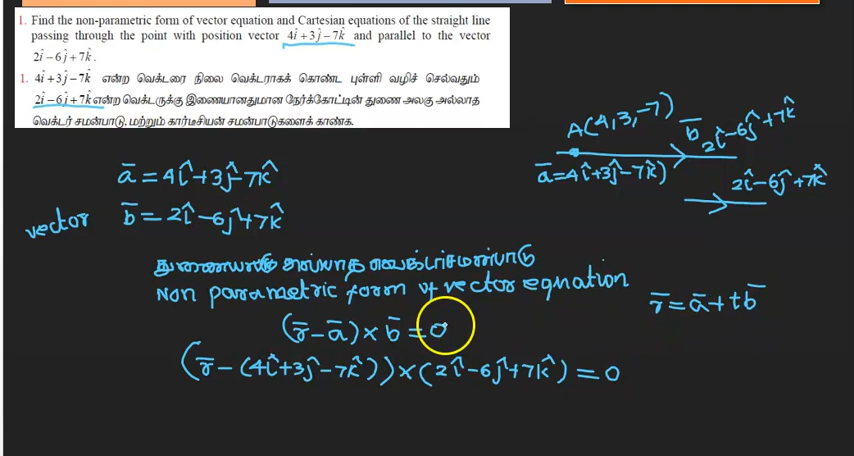 1. Find the non-parametric form of vector equation and Cartesian equations of the straight line
passing through the point with position vector 4î+3ĵ−7k̂ and parallel to the vector
2î−6ĵ+7k̂.
1. 4î+3ĵ−7k̂ என்ற வெக்டரை நிலை வெக்டராகக் கொண்ட புள்ளி வழிச் செல்வதும்
2î−6ĵ+7k̂ என்ற வெக்டருக்கு இணையானதுமான நேர்க்கோட்டின் துணை அலகு அல்லாத
வெக்டர் சமன்பாடு, மற்றும் கார்டீசியன் சமன்பாடுகளைக் காண்க.
A(4,3,−7)
b̄
2î−6ĵ+7k̂
ā=4î+3ĵ−7k̂)
2î−6ĵ+7k̂
ā = 4î+3ĵ−7k̂
vector b̄ = 2î−6ĵ+7k̂
Non parametric form of vector equation
r̄=ā+tb̄
(r̄−ā)×b̄=0
(r̄−(4î+3ĵ−7k̂))×(2î−6ĵ+7k̂)=0